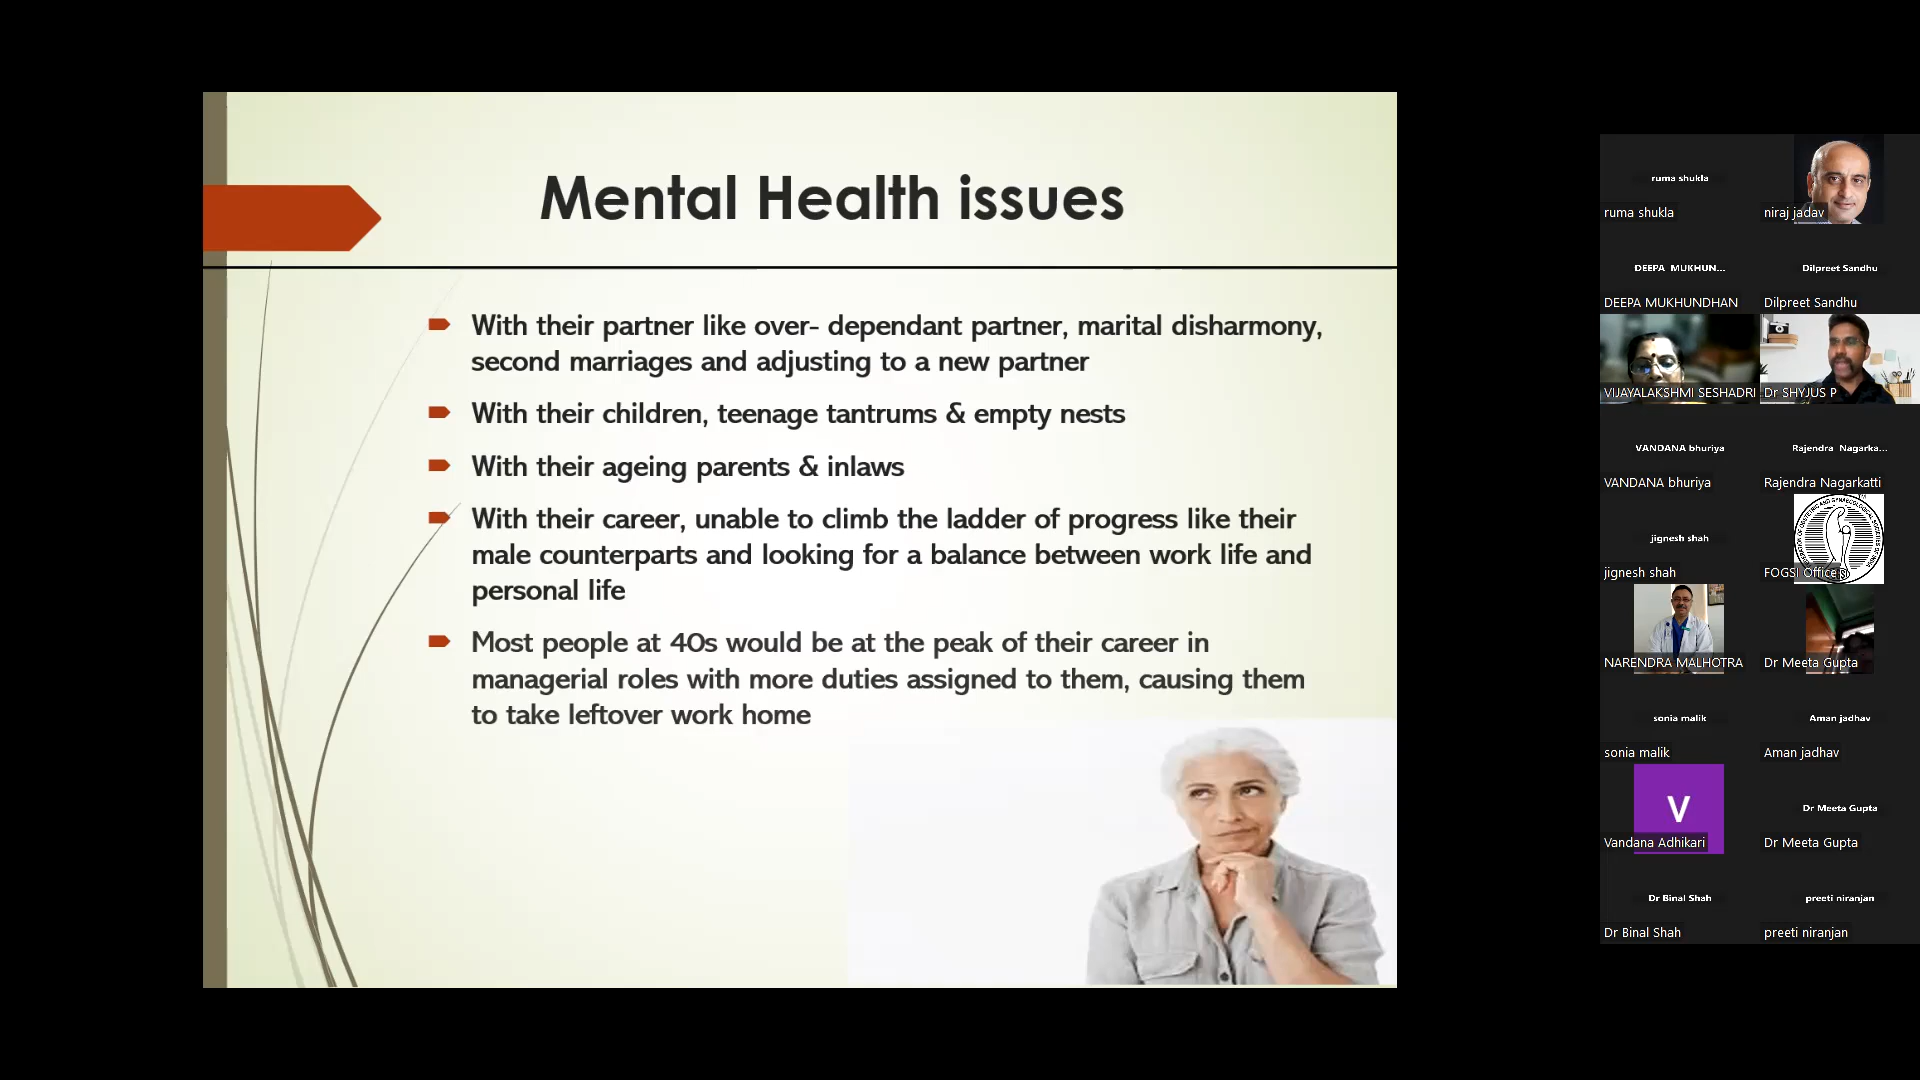 Mental Health issues
With their partner like over- dependant partner, marital disharmony,
second marriages and adjusting to a new partner
With their children, teenage tantrums & empty nests
With their ageing parents & inlaws
With their career, unable to climb the ladder of progress like their
male counterparts and looking for a balance between work life and
personal life
Most people at 40s would be at the peak of their career in
managerial roles with more duties assigned to them, causing them
to take leftover work home
ruma shukla
ruma shukla
niraj jadav
DEEPA MUKHUN...
DEEPA MUKHUNDHAN
Dilpreet Sandhu
Dilpreet Sandhu
VIJAYALAKSHMI SESHADRI
Dr SHYJUS P
VANDANA bhuriya
VANDANA bhuriya
Rajendra Nagarka...
Rajendra Nagarkatti
jignesh shah
jignesh shah
FOGSI Office
NARENDRA MALHOTRA
Dr Meeta Gupta
sonia malik
sonia malik
Aman jadhav
Aman jadhav
V
Vandana Adhikari
Dr Meeta Gupta
Dr Meeta Gupta
Dr Binal Shah
Dr Binal Shah
preeti niranjan
preeti niranjan